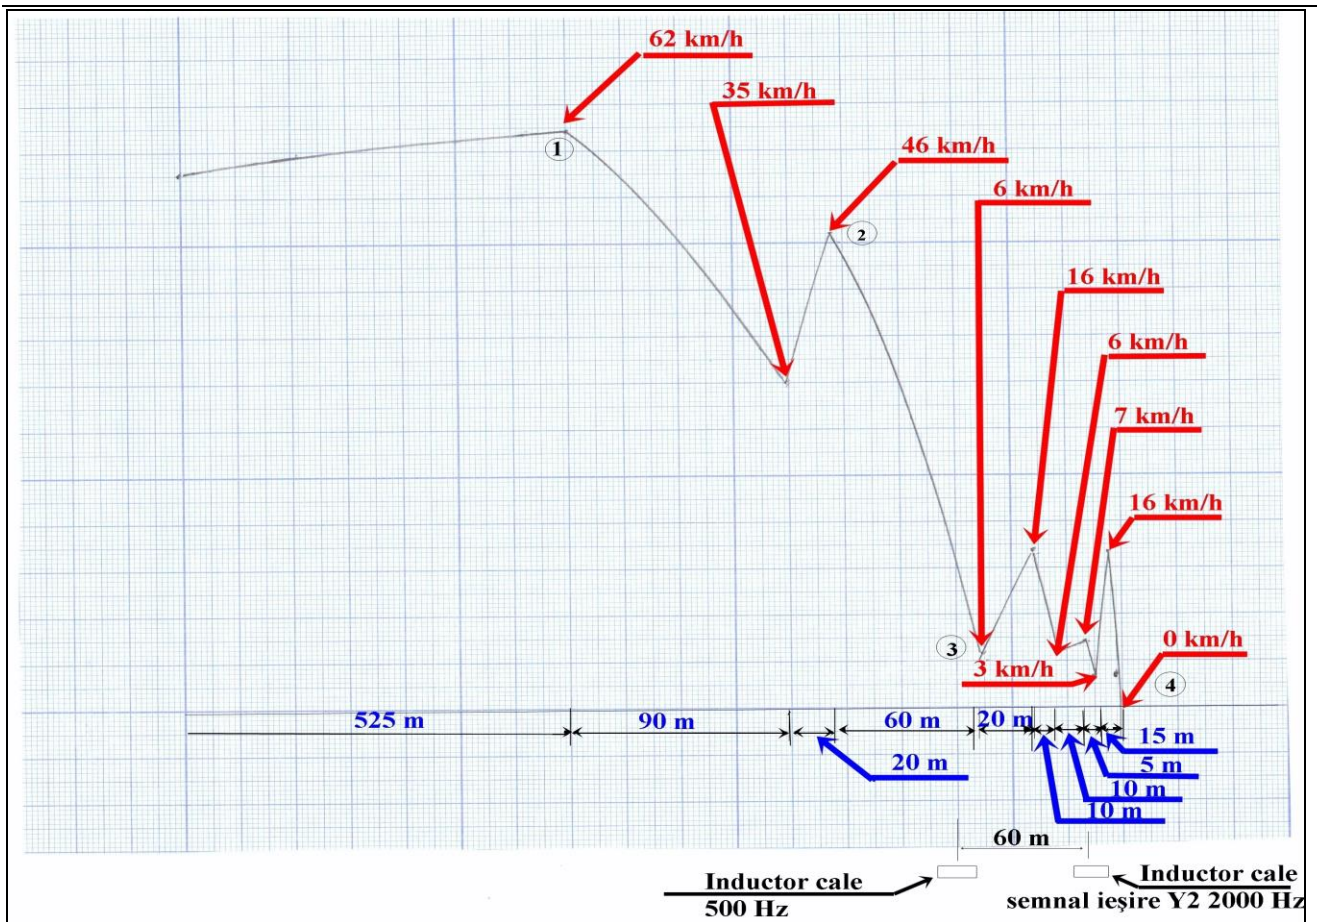 62 km/h
35 km/h
46 km/h
6 km/h
16 km/h
6 km/h
7 km/h
16 km/h
0 km/h
3 km/h
1
2
3
4
525 m
90 m
60 m
20 m
20 m
15 m
5 m
10 m
10 m
60 m
Inductor cale
500 Hz
Inductor cale
semnal ieşire Y2 2000 Hz